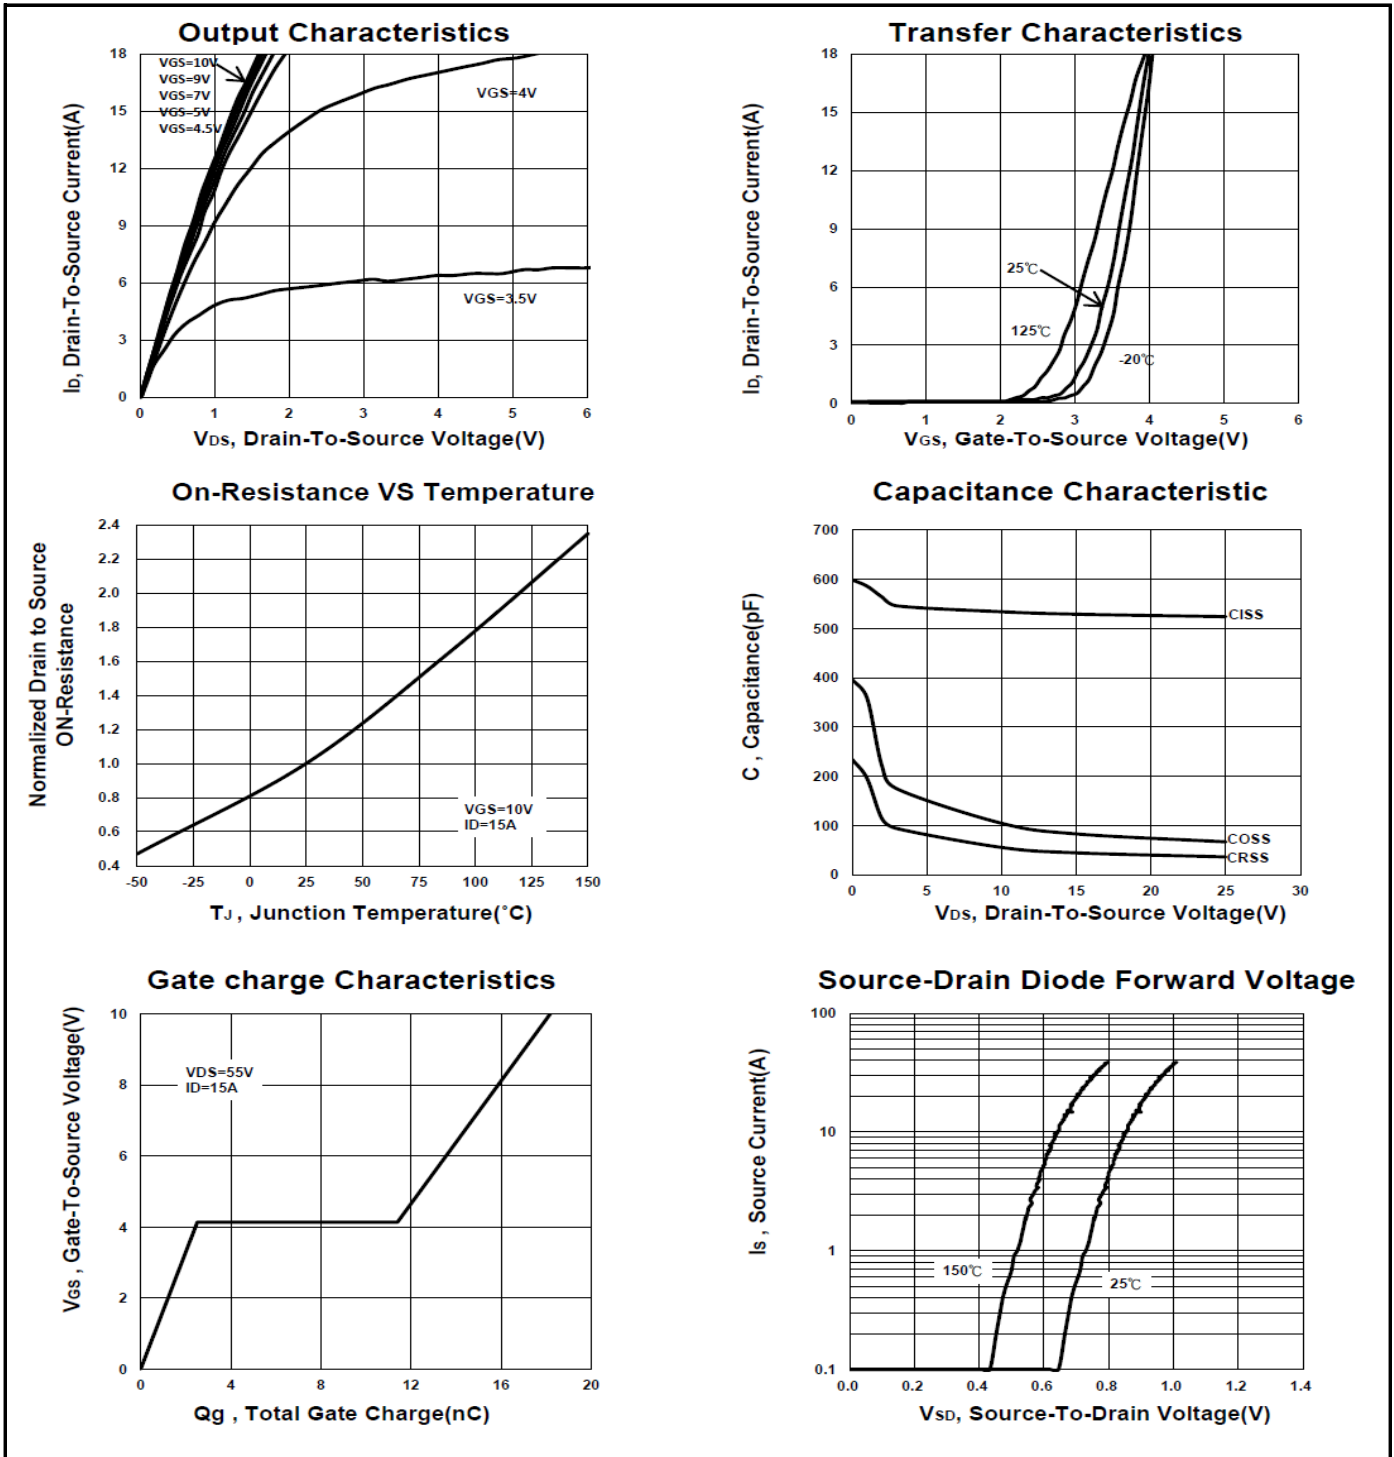 Output Characteristics
ID, Drain-To-Source Current(A)
18
15
12
9
6
3
0
VGS=10V
VGS=9V
VGS=7V
VGS=5V
VGS=4.5V
VGS=4V
VGS=3.5V
0 1 2 3 4 5 6
VDS, Drain-To-Source Voltage(V)
Transfer Characteristics
ID, Drain-To-Source Current(A)
18
15
12
9
6
3
0
25℃
125℃
-20℃
0 1 2 3 4 5 6
VGS, Gate-To-Source Voltage(V)
On-Resistance VS Temperature
Normalized Drain to Source
ON-Resistance
2.4
2.2
2.0
1.8
1.6
1.4
1.2
1.0
0.8
0.6
0.4
VGS=10V
ID=15A
-50 -25 0 25 50 75 100 125 150
TJ , Junction Temperature(˚C)
Capacitance Characteristic
C , Capacitance(pF)
700
600
500
400
300
200
100
0
CISS
COSS
CRSS
0 5 10 15 20 25 30
VDS, Drain-To-Source Voltage(V)
Gate charge Characteristics
VGS , Gate-To-Source Voltage(V)
10
8
6
4
2
0
VDS=55V
ID=15A
0 4 8 12 16 20
Qg , Total Gate Charge(nC)
Source-Drain Diode Forward Voltage
IS , Source Current(A)
100
10
1
0.1
150℃
25℃
0.0 0.2 0.4 0.6 0.8 1.0 1.2 1.4
VSD, Source-To-Drain Voltage(V)